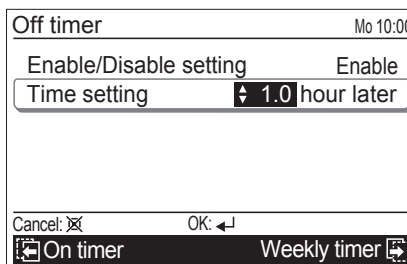 Off timer Mo 10:00
Enable/Disable setting Enable
Time setting 1.0 hour later
Cancel: OK:
On timer Weekly timer